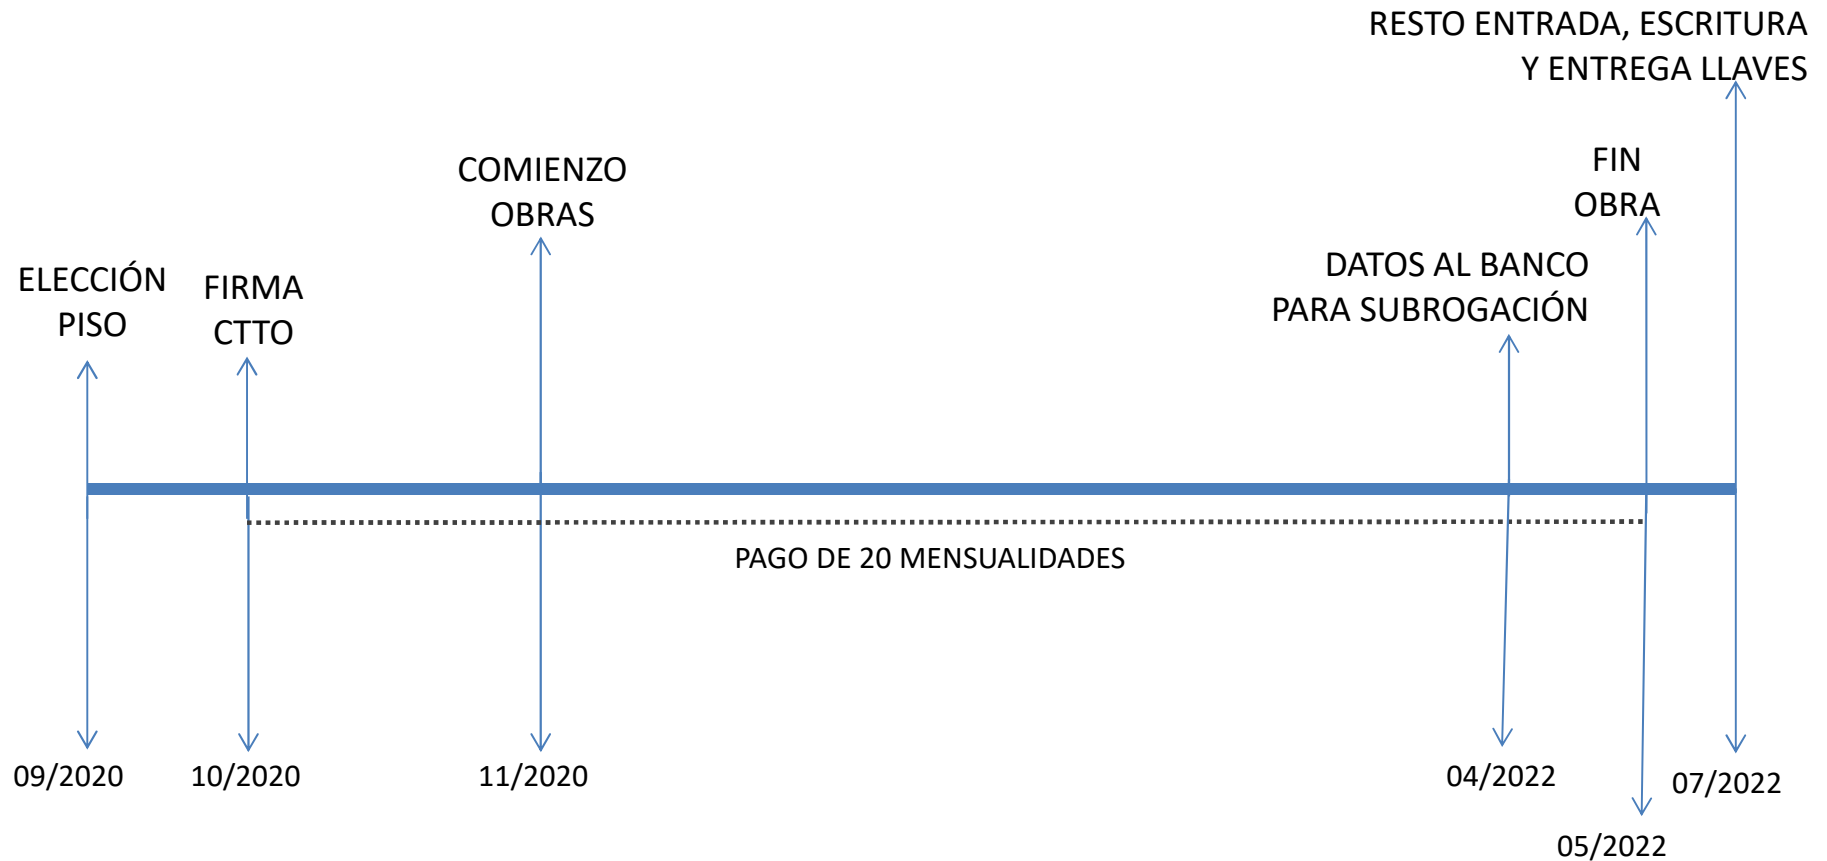 RESTO ENTRADA, ESCRITURA
Y ENTREGA LLAVES
COMIENZO
OBRAS
FIN
OBRA
ELECCIÓN
PISO
FIRMA
CTTO
DATOS AL BANCO
PARA SUBROGACIÓN
PAGO DE 20 MENSUALIDADES
09/2020
10/2020
11/2020
04/2022
07/2022
05/2022